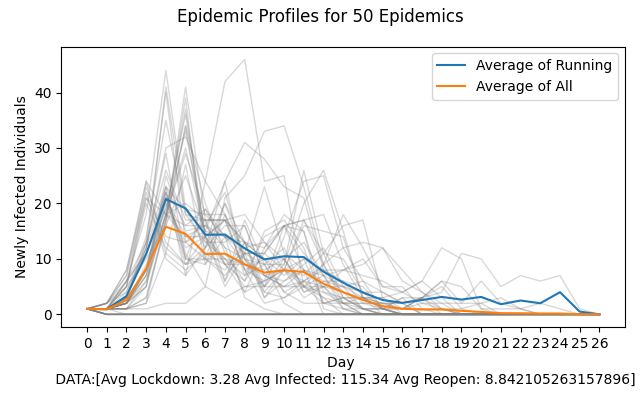 Epidemic Profiles for 50 Epidemics
Average of Running
Average of All
Newly Infected Individuals
40
30
20
10
0
0 1 2 3 4 5 6 7 8 9 10 11 12 13 14 15 16 17 18 19 20 21 22 23 24 25 26
Day
DATA:[Avg Lockdown: 3.28 Avg Infected: 115.34 Avg Reopen: 8.842105263157896]